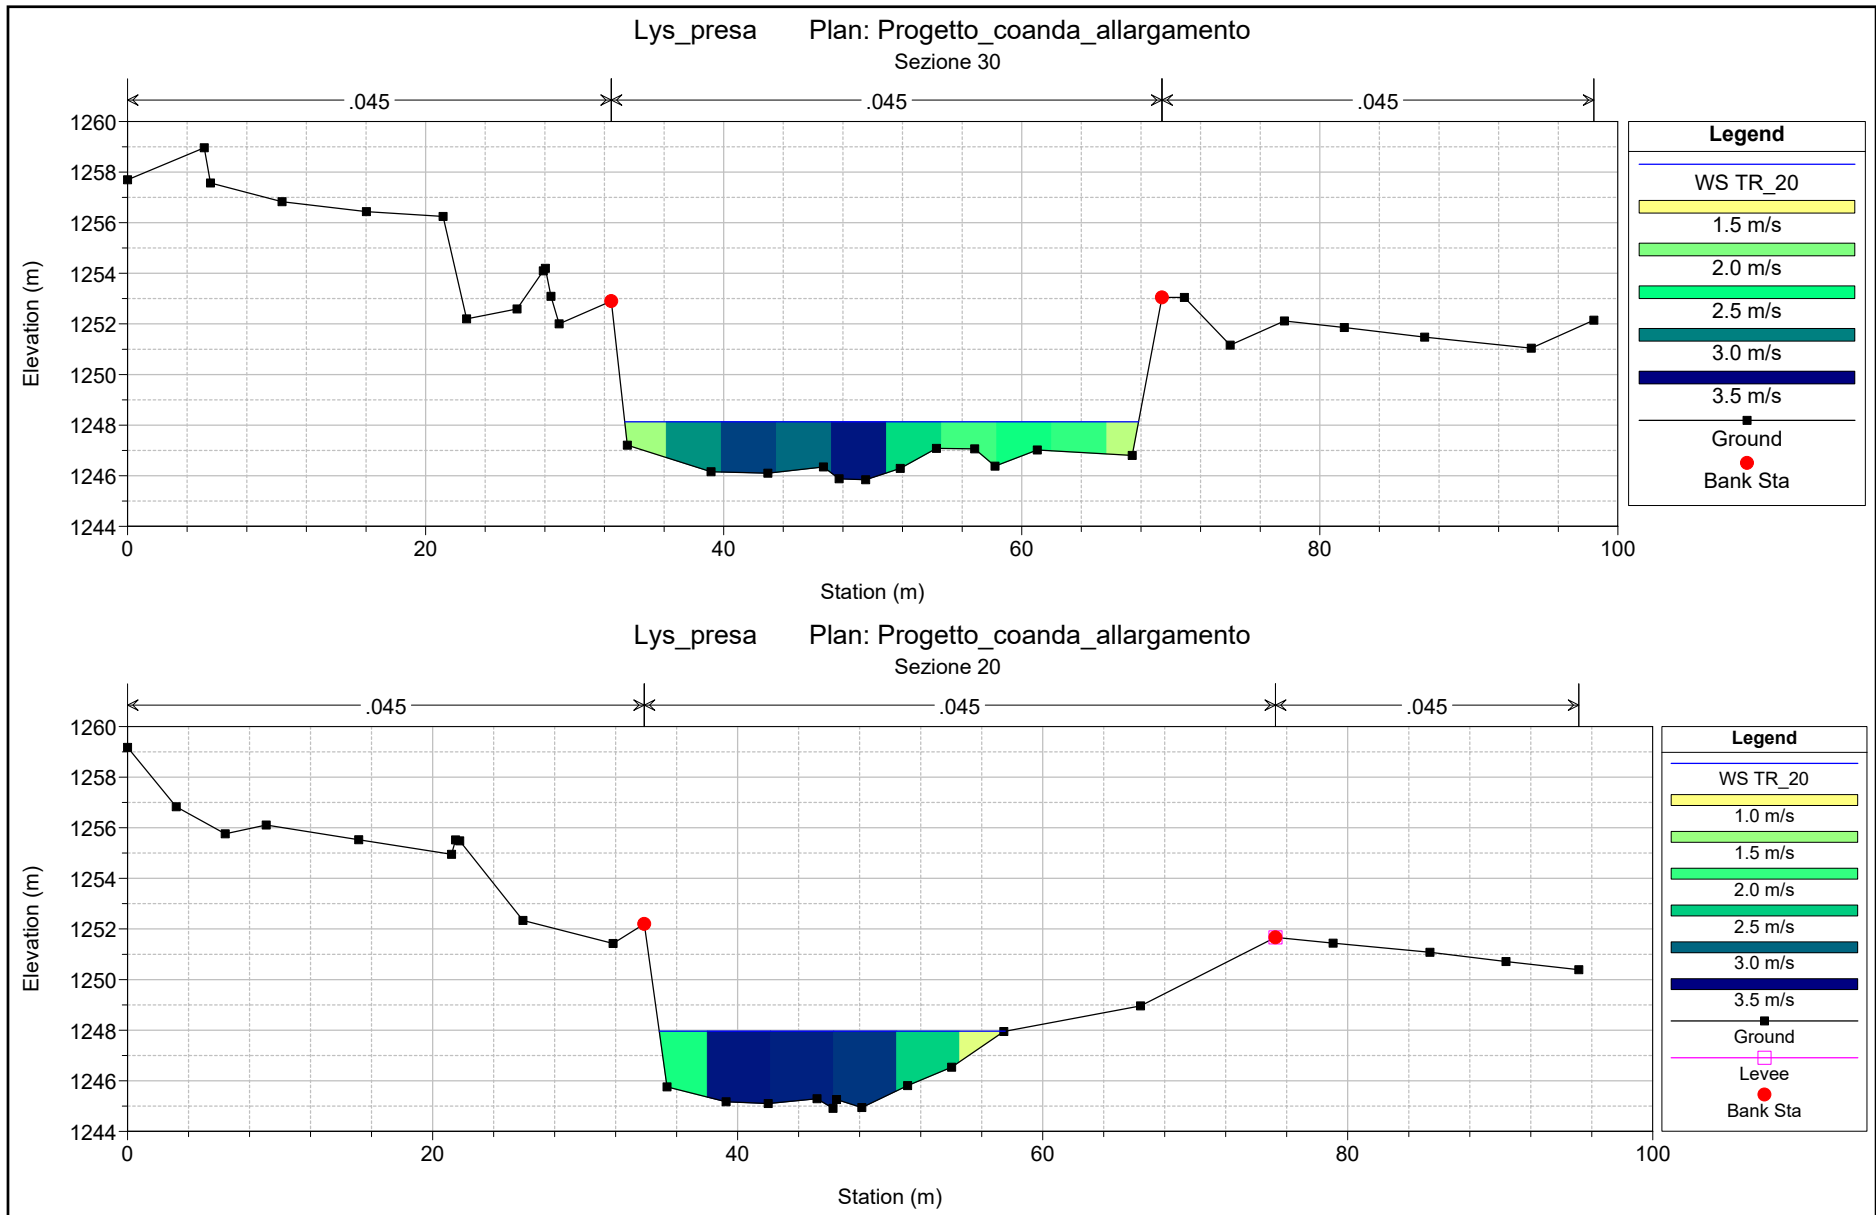 Lys_presa Plan: Progetto_coanda_allargamento
Sezione 30
.045 .045 .045
1260
1258
1256
1254
1252
1250
1248
1246
1244
Elevation (m)
0 20 40 60 80 100
Station (m)
Legend
WS TR_20
1.5 m/s
2.0 m/s
2.5 m/s
3.0 m/s
3.5 m/s
Ground
Bank Sta
Lys_presa Plan: Progetto_coanda_allargamento
Sezione 20
.045 .045 .045
1260
1258
1256
1254
1252
1250
1248
1246
1244
Elevation (m)
0 20 40 60 80 100
Station (m)
Legend
WS TR_20
1.0 m/s
1.5 m/s
2.0 m/s
2.5 m/s
3.0 m/s
3.5 m/s
Ground
Levee
Bank Sta